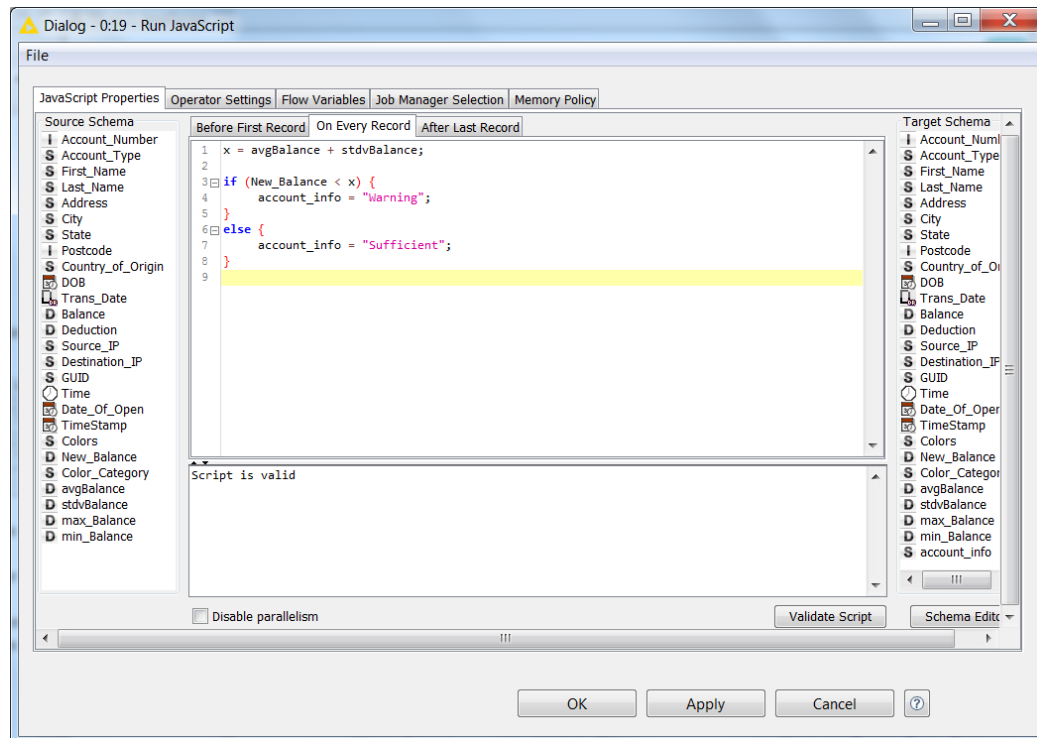 Dialog - 0:19 - Run JavaScript
File
JavaScript Properties Operator Settings Flow Variables Job Manager Selection Memory Policy
Source Schema
I Account_Number
S Account_Type
S First_Name
S Last_Name
S Address
S City
S State
I Postcode
S Country_of_Origin
DOB
Trans_Date
D Balance
D Deduction
S Source_IP
S Destination_IP
S GUID
Time
Date_Of_Open
TimeStamp
S Colors
D New_Balance
S Color_Category
D avgBalance
D stdvBalance
D max_Balance
D min_Balance
Before First Record On Every Record After Last Record
1 x = avgBalance + stdvBalance;
2
3 if (New_Balance < x) {
4 account_info = "Warning";
5 }
6 else {
7 account_info = "Sufficient";
8 }
9
Script is valid
Disable parallelism
Validate Script
Target Schema
I Account_Num
S Account_Type
S First_Name
S Last_Name
S Address
S City
S State
I Postcode
S Country_of_Or
DOB
Trans_Date
D Balance
D Deduction
S Source_IP
S Destination_IP
S GUID
Time
Date_Of_Oper
TimeStamp
S Colors
D New_Balance
S Color_Categor
D avgBalance
D stdvBalance
D max_Balance
D min_Balance
S account_info
Schema Edito
OK Apply Cancel ?